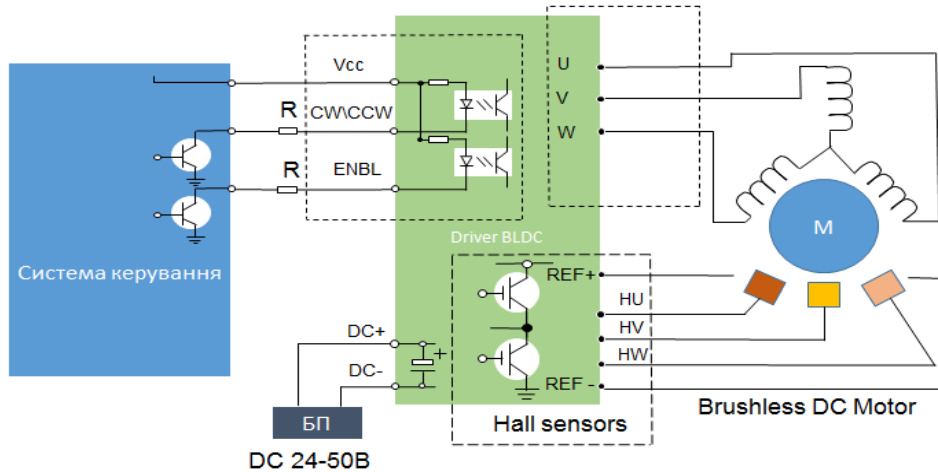 Vcc
U
V
R
CW\CCW
W
R
ENBL
M
Driver BLDC
Система керування
REF+
HU
DC+
HV
HW
DC-
REF -
БП
Hall sensors
Brushless DC Motor
DC 24-50В